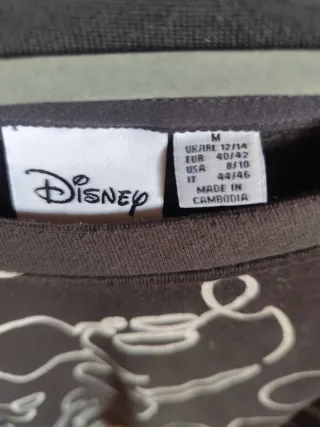 Disney
M
UK/IRE 12/14
EUR 40/42
USA 8/10
IT 44/46
MADE IN
CAMBODIA